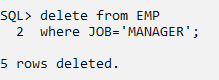 SQL> delete from EMP
  2  where JOB='MANAGER';
5 rows deleted.